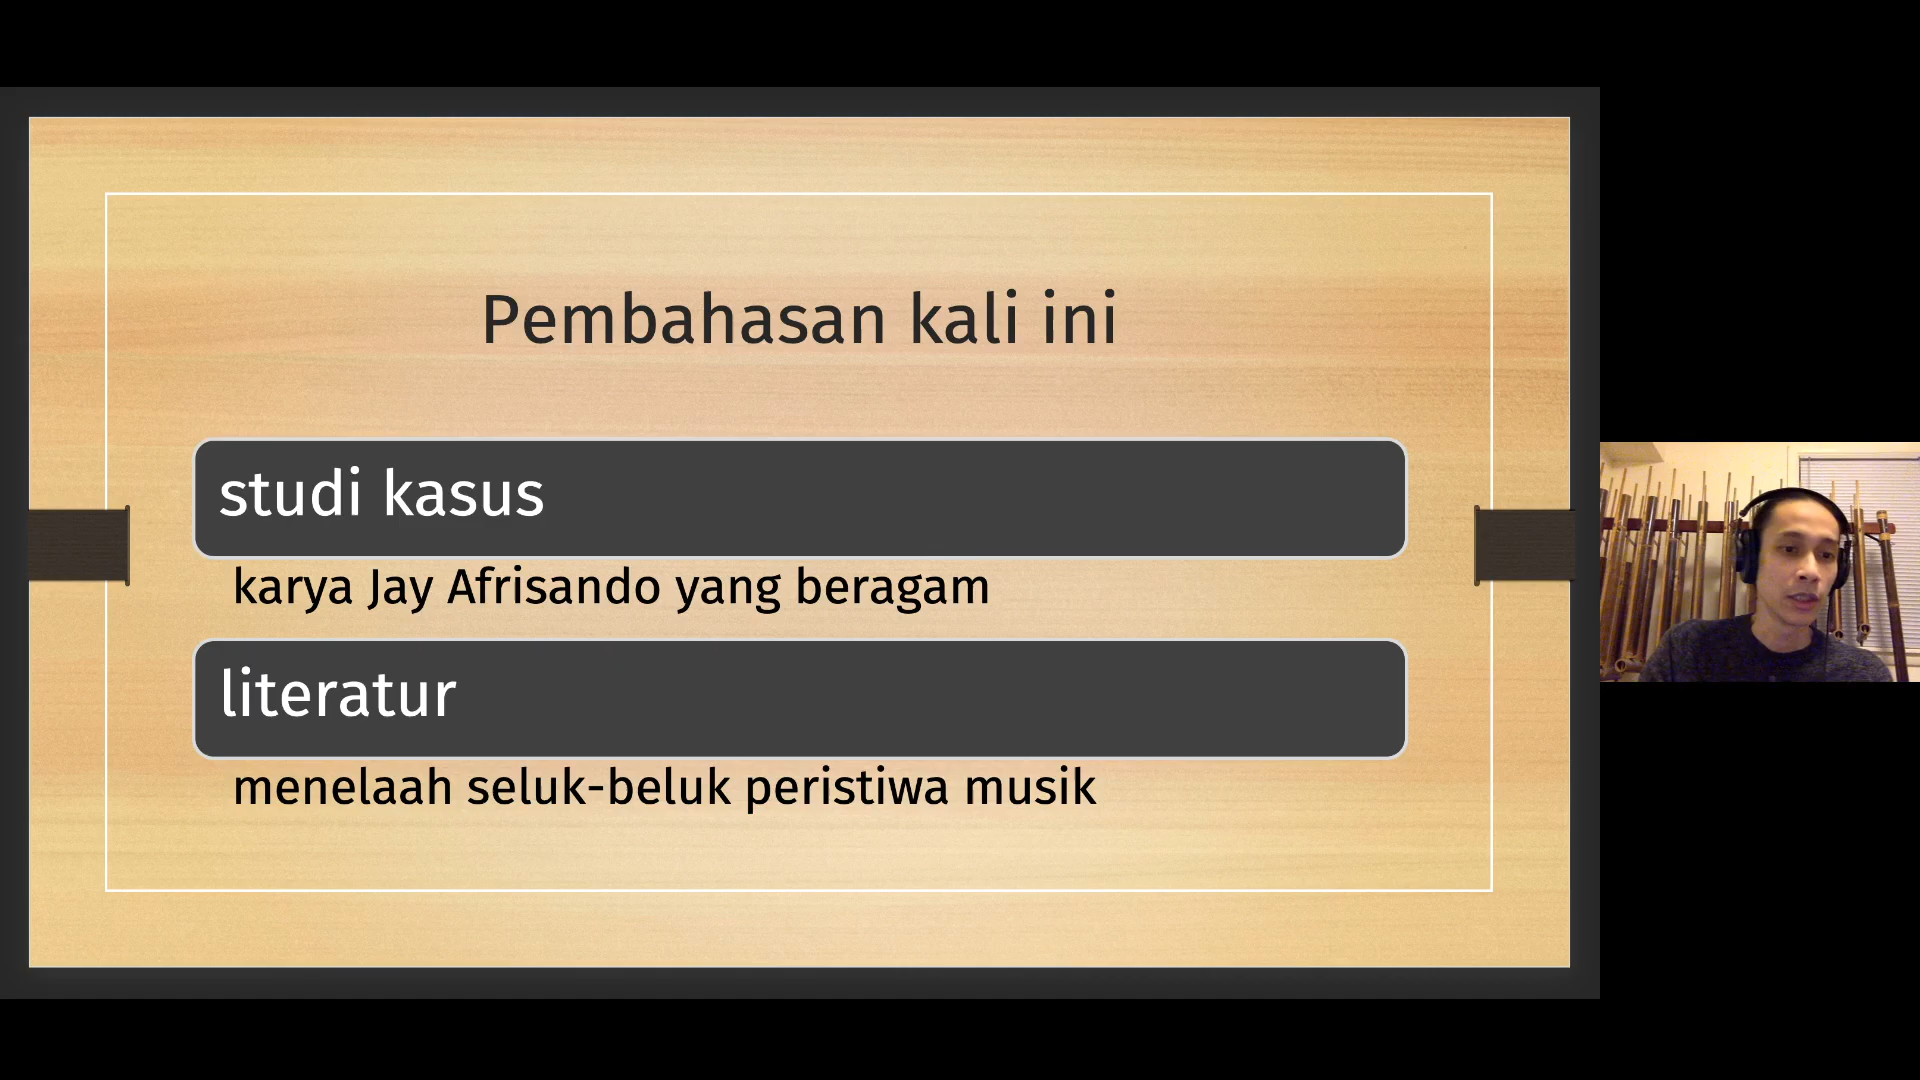 Pembahasan kali ini
studi kasus
karya Jay Afrisando yang beragam
literatur
menelaah seluk-beluk peristiwa musik